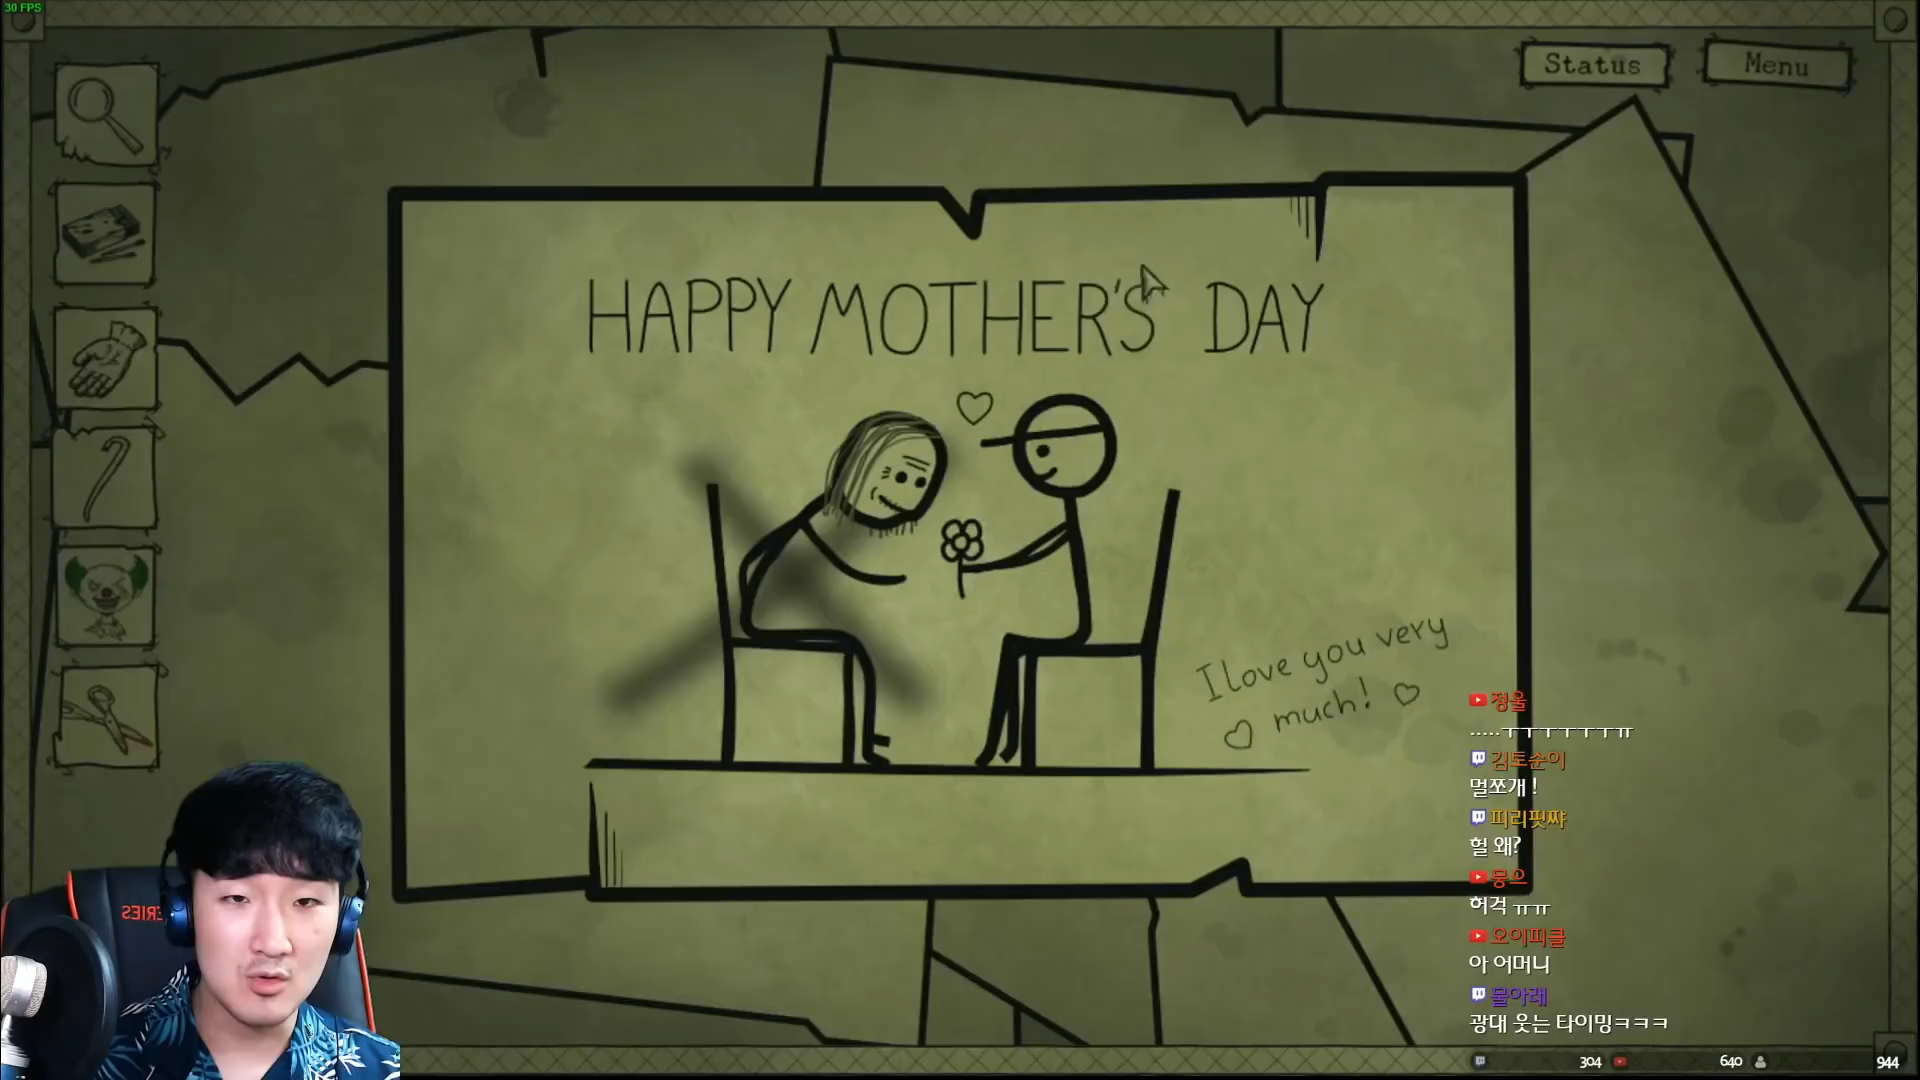 30 FPS
Status
Menu
HAPPY MOTHER'S DAY
I love you very
much!
정울
.....ㅜㅜㅜㅜㅜㅜㅠ
김토순이
멀쪼개 !
피리핏쨔
헐 왜?
뭉으
허걱 ㅠㅠ
오이피클
아 어머니
물아래
광대 웃는 타이밍ㅋㅋㅋ
304
640
944